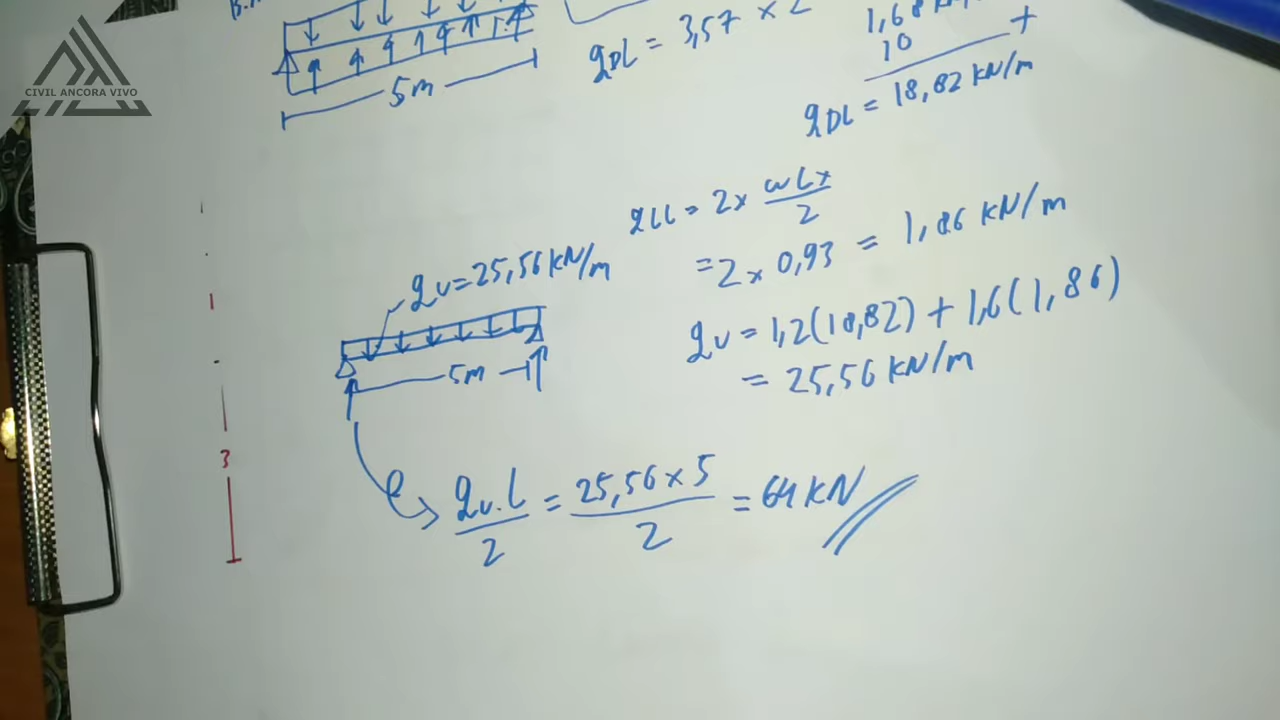 CIVIL ANCORA VIVO
5m
qDL = 3,57 x 2
1,68
10 +
qDL = 18,82 kN/m
qLL = 2x wLx/2
= 2 x 0,93 = 1,86 kN/m
qu=25,56 kN/m
5m
qu = 1,2(18,82) + 1,6(1,86)
= 25,56 kN/m
3
qu.L/2 = 25,56 x 5/2 = 64 kN